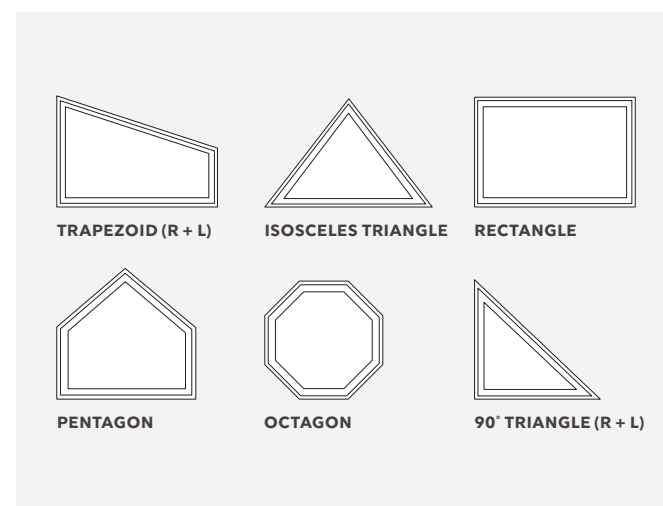 TRAPEZOID (R + L)
ISOSCELES TRIANGLE
RECTANGLE
PENTAGON
OCTAGON
90° TRIANGLE (R + L)